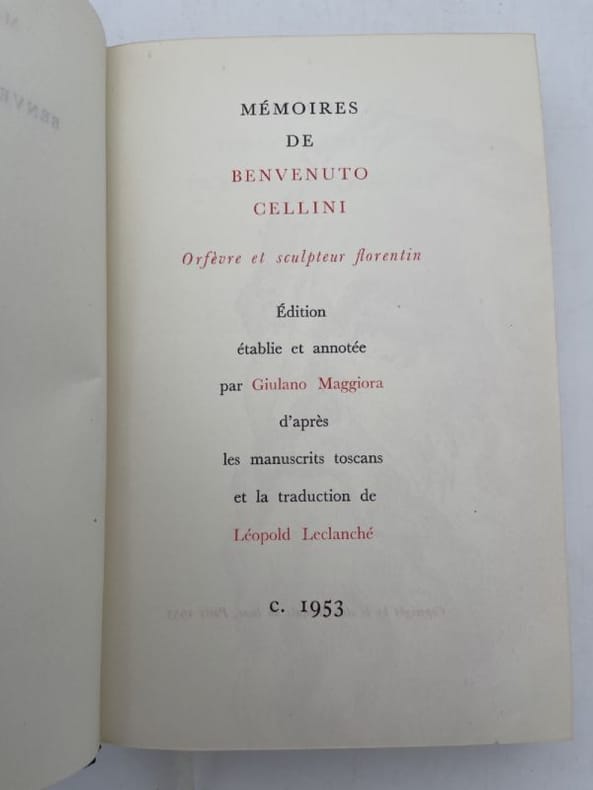 MÉMOIRES
DE
BENVENUTO
CELLINI
Orfèvre et sculpteur florentin
Édition
établie et annotée
par Giulano Maggiora
d'après
les manuscrits toscans
et la traduction de
Léopold Leclanché
c. 1953